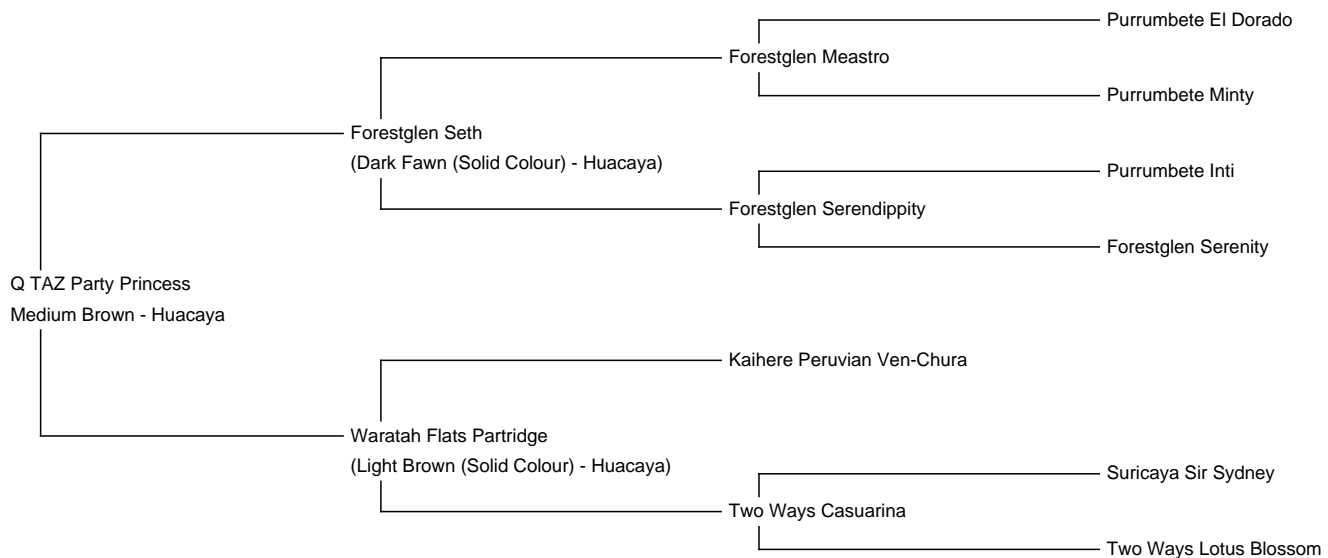 Purrumbete El Dorado
Forestglen Meastro
Purrumbete Minty
Forestglen Seth
(Dark Fawn (Solid Colour) - Huacaya)
Purrumbete Inti
Forestglen Serendippity
Forestglen Serenity
Q TAZ Party Princess
Medium Brown - Huacaya
Kaihere Peruvian Ven-Chura
Waratah Flats Partridge
(Light Brown (Solid Colour) - Huacaya)
Suricaya Sir Sydney
Two Ways Casuarina
Two Ways Lotus Blossom